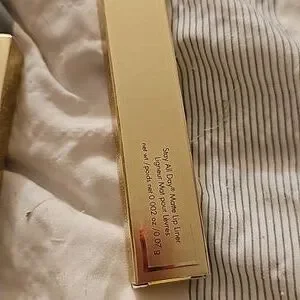 Stay All Day® Matte Lip Liner
Ligneur Mat pour Lèvres
net wt / poids net 0.002 oz / 0.07 g